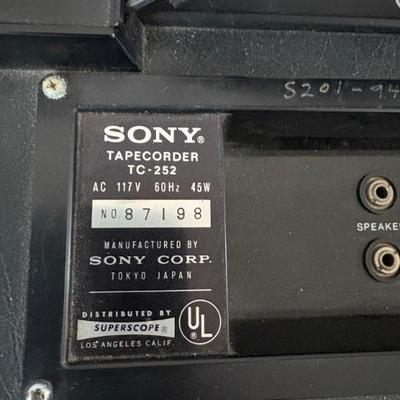 S201-94
SONY®
TAPECORDER
TC-252
AC 117V 60Hz 45W
NO 87198
MANUFACTURED BY
SONY CORP.
TOKYO JAPAN
DISTRIBUTED BY
SUPERSCOPE®
LOS ANGELES CALIF.
UL
SPEAKE